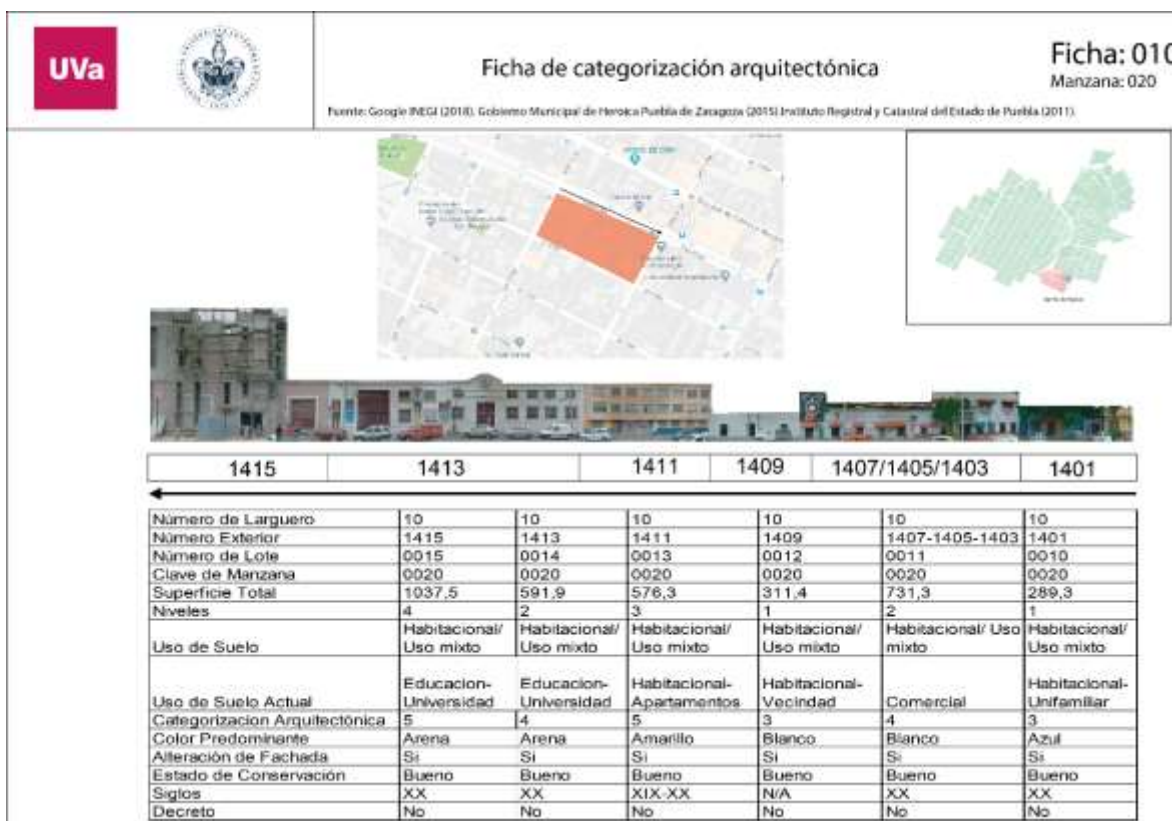 UVa
Ficha de categorización arquitectónica
Ficha: 010
Manzana: 020
Fuente: Google INEGI (2018). Gobierno Municipal de Heroica Puebla de Zaragoza (2015) Instituto Registral y Catastral del Estado de Puebla (2011).
1415 1413 1411 1409 1407/1405/1403 1401
Número de Larguero 10 10 10 10 10 10
Número Exterior 1415 1413 1411 1409 1407-1405-1403 1401
Número de Lote 0015 0014 0013 0012 0011 0010
Clave de Manzana 0020 0020 0020 0020 0020 0020
Superficie Total 1037,5 591,9 576,3 311,4 731,3 289,3
Niveles 4 2 3 1 2 1
Uso de Suelo Habitacional/ Uso mixto Habitacional/ Uso mixto Habitacional/ Uso mixto Habitacional/ Uso mixto Habitacional/ Uso mixto Habitacional/ Uso mixto
Uso de Suelo Actual Educacion-Universidad Educacion-Universidad Habitacional-Apartamentos Habitacional-Vecindad Comercial Habitacional-Unifamiliar
Categorizacion Arquitectónica 5 4 5 3 4 3
Color Predominante Arena Arena Amarillo Blanco Blanco Azul
Alteración de Fachada Si Si Si Si Si Si
Estado de Conservación Bueno Bueno Bueno Bueno Bueno Bueno
Siglos XX XX XIX-XX N/A XX XX
Decreto No No No No No No